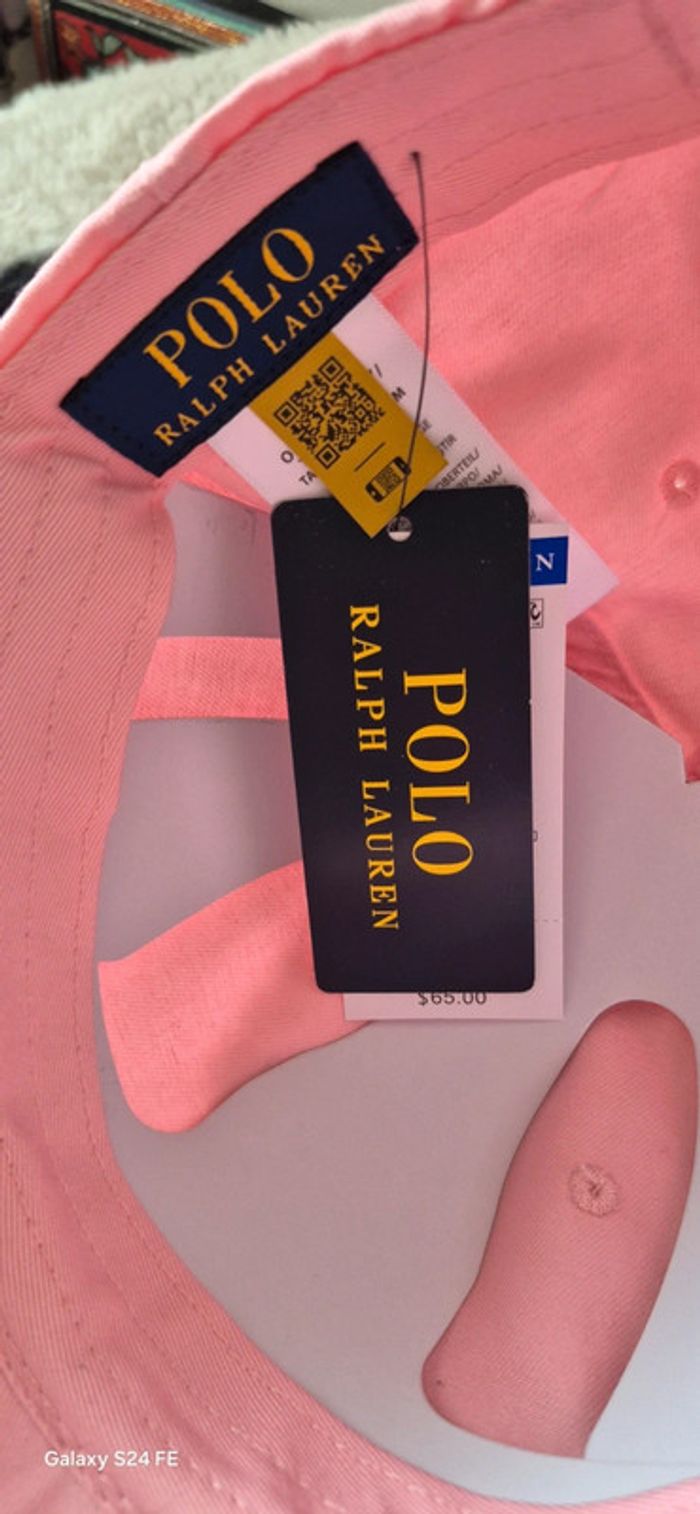 POLO
RALPH LAUREN
POLO
RALPH LAUREN
N
$65.00
Galaxy S24 FE